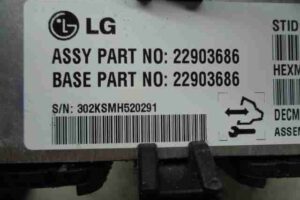 LG
ASSY PART NO: 22903686
BASE PART NO: 22903686
S/N: 302KSMH520291
STID
HEXM
DECM
ASSEM